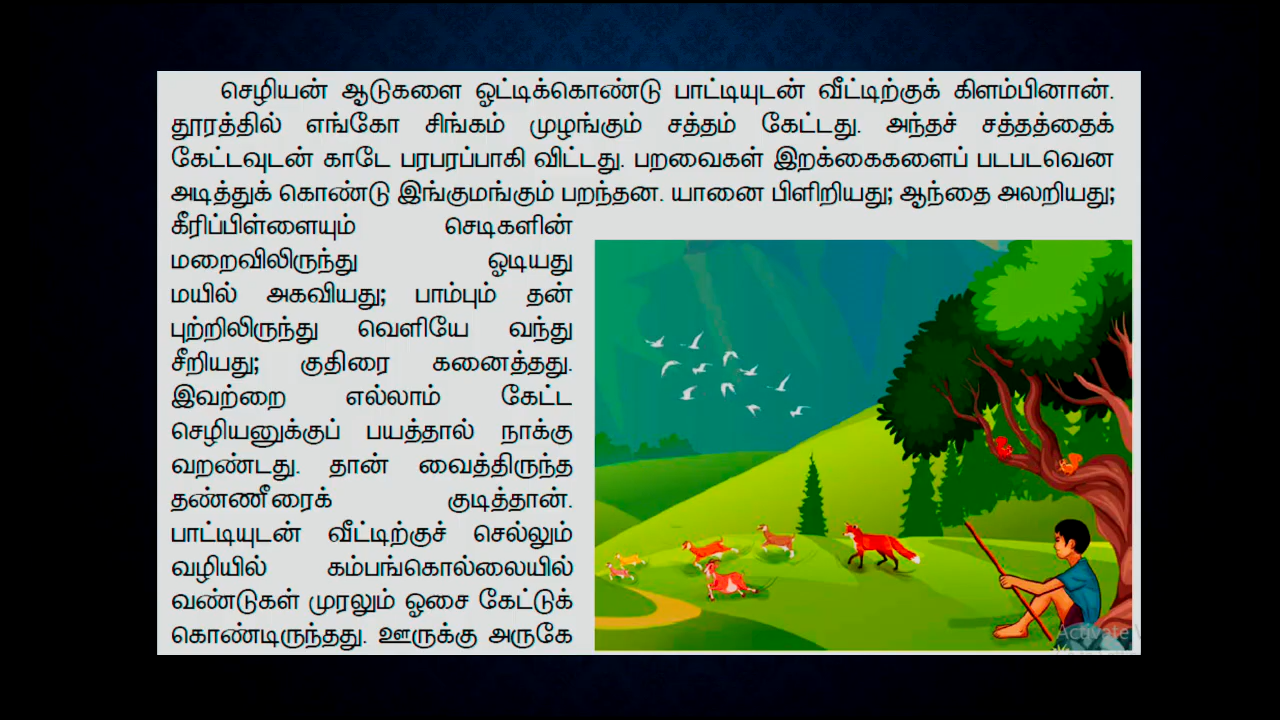 செழியன் ஆடுகளை ஓட்டிக்கொண்டு பாட்டியுடன் வீட்டிற்குக் கிளம்பினான்.
தூரத்தில் எங்கோ சிங்கம் முழங்கும் சத்தம் கேட்டது. அந்தச் சத்தத்தைக்
கேட்டவுடன் காடே பரபரப்பாகி விட்டது. பறவைகள் இறக்கைகளைப் படபடவென
அடித்துக் கொண்டு இங்குமங்கும் பறந்தன. யானை பிளிறியது; ஆந்தை அலறியது;
கீரிப்பிள்ளையும் செடிகளின்
மறைவிலிருந்து ஓடியது
மயில் அகவியது; பாம்பும் தன்
புற்றிலிருந்து வெளியே வந்து
சீறியது; குதிரை கனைத்தது.
இவற்றை எல்லாம் கேட்ட
செழியனுக்குப் பயத்தால் நாக்கு
வறண்டது. தான் வைத்திருந்த
தண்ணீரைக் குடித்தான்.
பாட்டியுடன் வீட்டிற்குச் செல்லும்
வழியில் கம்பங்கொல்லையில்
வண்டுகள் முரலும் ஓசை கேட்டுக்
கொண்டிருந்தது. ஊருக்கு அருகே
Activate